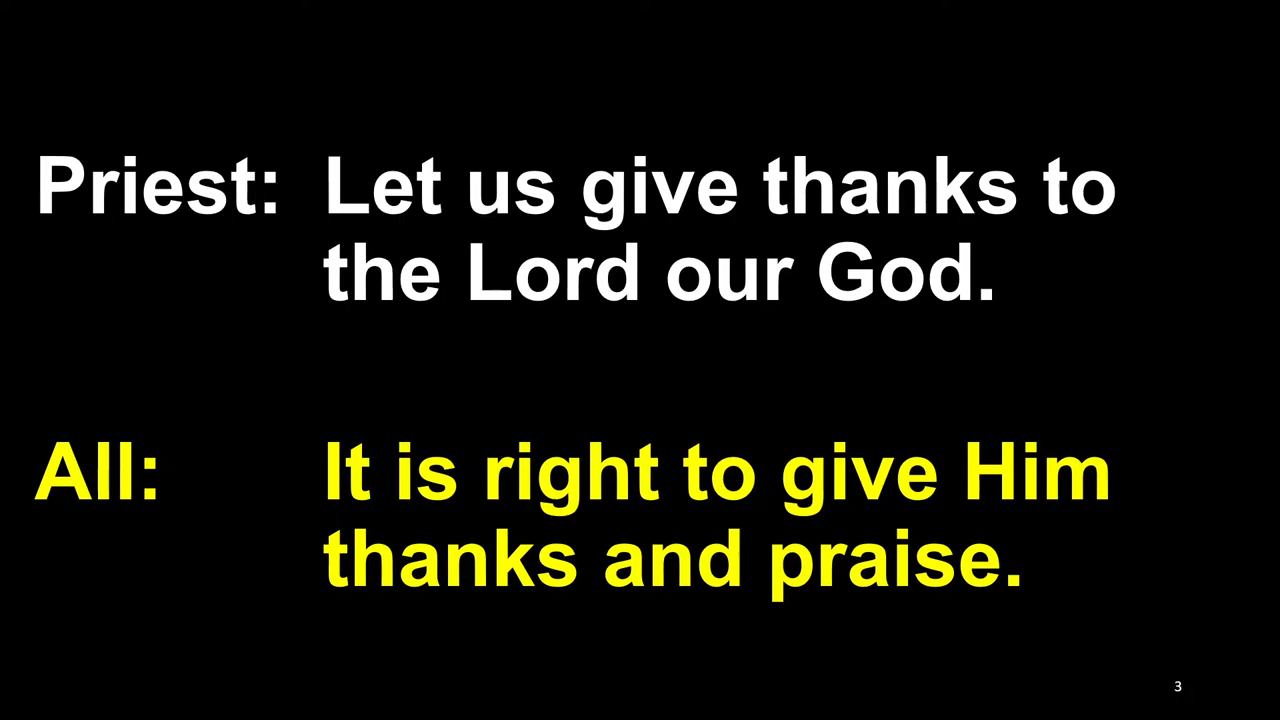 Priest: Let us give thanks to
the Lord our God.
All: It is right to give Him
thanks and praise.
3